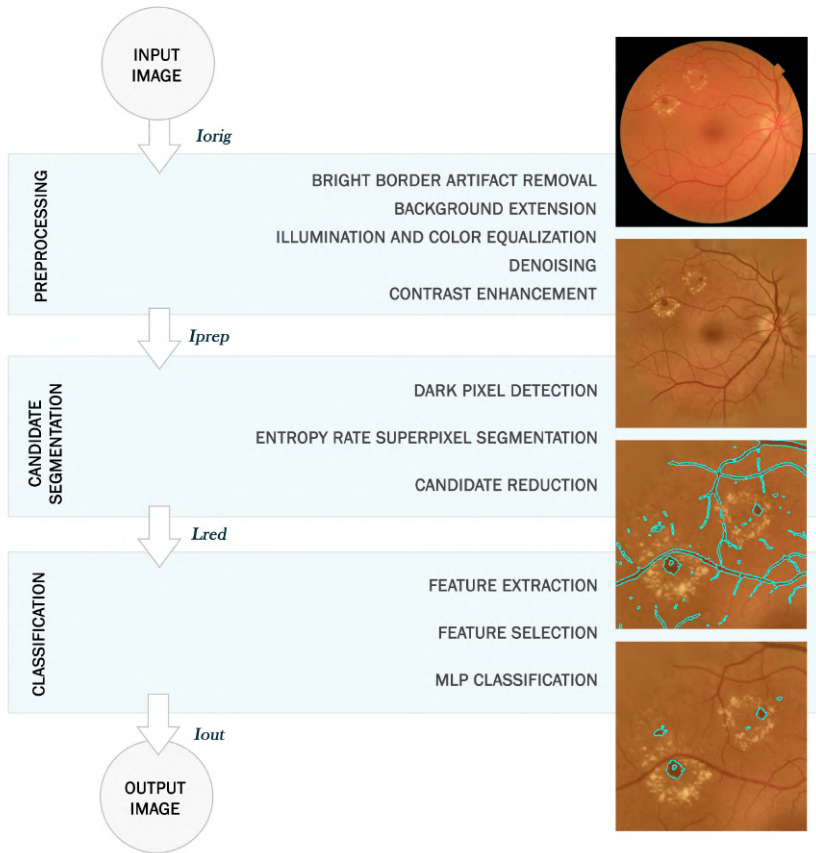 INPUT
IMAGE
Iorig
PREPROCESSING
BRIGHT BORDER ARTIFACT REMOVAL
BACKGROUND EXTENSION
ILLUMINATION AND COLOR EQUALIZATION
DENOISING
CONTRAST ENHANCEMENT
Iprep
CANDIDATE
SEGMENTATION
DARK PIXEL DETECTION
ENTROPY RATE SUPERPIXEL SEGMENTATION
CANDIDATE REDUCTION
Lred
CLASSIFICATION
FEATURE EXTRACTION
FEATURE SELECTION
MLP CLASSIFICATION
Iout
OUTPUT
IMAGE